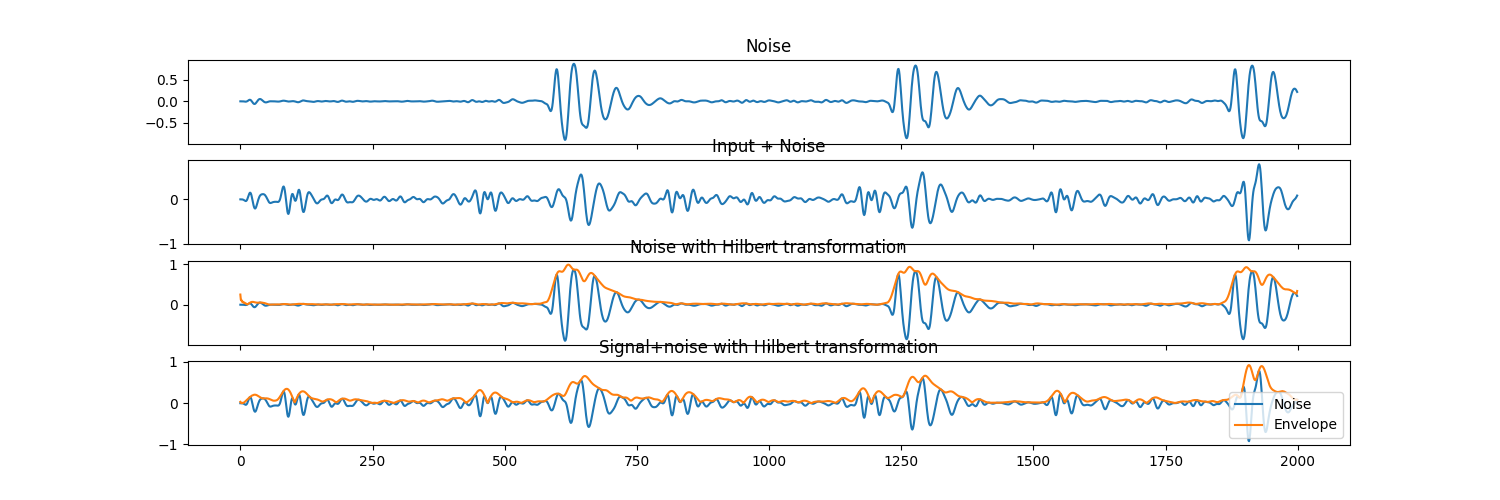 Noise
0.5
0.0
−0.5
Input + Noise
0
−1
Noise with Hilbert transformation
1
0
Signal+noise with Hilbert transformation
1
0
−1
Noise
Envelope
0 250 500 750 1000 1250 1500 1750 2000